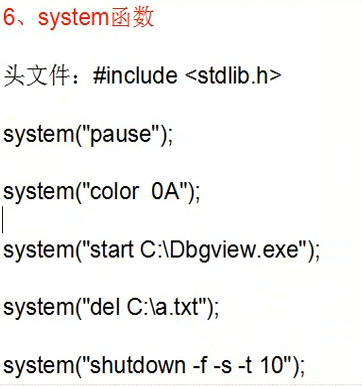 6、system函数
头文件：#include <stdlib.h>
system("pause");
system("color  0A");
system("start C:\Dbgview.exe");
system("del C:\a.txt");
system("shutdown -f -s -t 10");